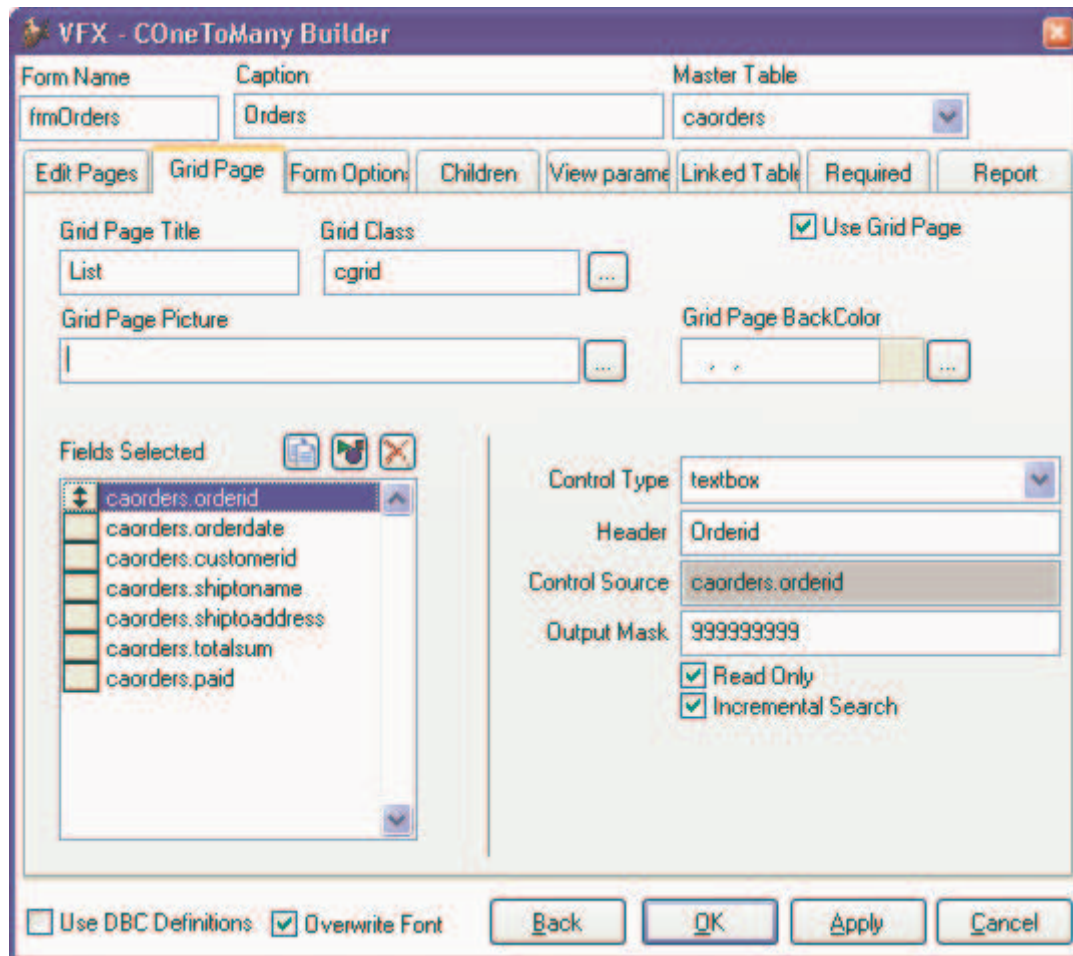 VFX - COneToMany Builder
Form Name Caption Master Table
frmOrders Orders caorders
Edit Pages Grid Page Form Option Children View parame Linked Table Required Report
Grid Page Title Grid Class Use Grid Page
List cgrid ...
Grid Page Picture Grid Page BackColor
... , , ...
Fields Selected
caorders.orderid
caorders.orderdate
caorders.customerid
caorders.shiptoname
caorders.shiptoaddress
caorders.totalsum
caorders.paid
Control Type textbox
Header Orderid
Control Source caorders.orderid
Output Mask 999999999
Read Only
Incremental Search
Use DBC Definitions Overwrite Font Back OK Apply Cancel